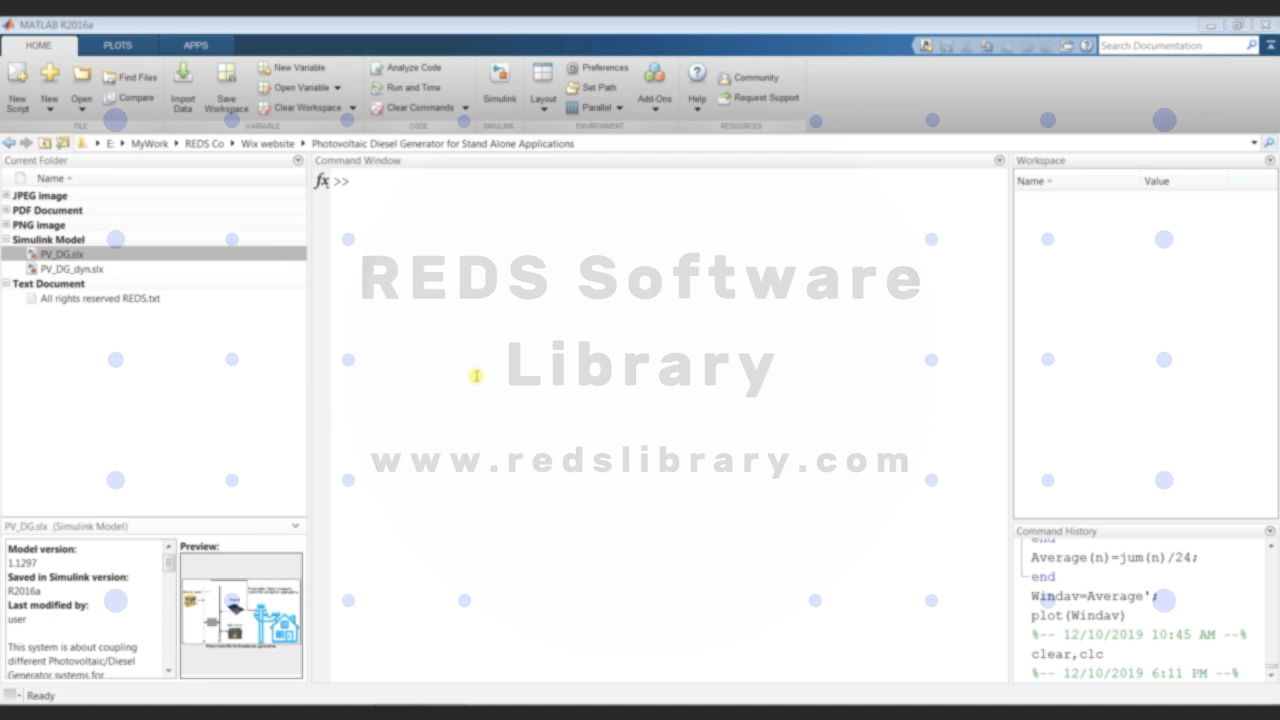 MATLAB R2016a
HOME
PLOTS
APPS
Search Documentation
New Script
New
Open
Find Files
Compare
Import Data
Save Workspace
New Variable
Open Variable
Clear Workspace
Analyze Code
Run and Time
Clear Commands
Simulink
Layout
Preferences
Set Path
Parallel
Add-Ons
Help
Community
Request Support
FILE
VARIABLE
CODE
SIMULINK
ENVIRONMENT
RESOURCES
E: MyWork REDS Co Wix website Photovoltaic Diesel Generator for Stand Alone Applications
Current Folder
Name
JPEG image
PDF Document
PNG image
Simulink Model
PV_DG.slx
PV_DG_dyn.slx
Text Document
All rights reserved REDS.txt
PV_DG.slx (Simulink Model)
Model version:
1.1297
Saved in Simulink version:
R2016a
Last modified by:
user
This system is about coupling
different Photovoltaic/Diesel
Generator systems for
Preview:
Command Window
fx >>
REDS Software
Library
www.redslibrary.com
Workspace
Name
Value
Command History
end
Average(n)=jum(n)/24;
end
Windav=Average';
plot(Windav)
%-- 12/10/2019 10:45 AM --%
clear,clc
%-- 12/10/2019 6:11 PM --%
Ready